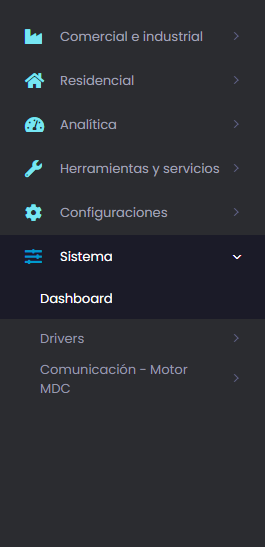 Comercial e industrial
Residencial
Analítica
Herramientas y servicios
Configuraciones
Sistema
Dashboard
Drivers
Comunicación - Motor
MDC